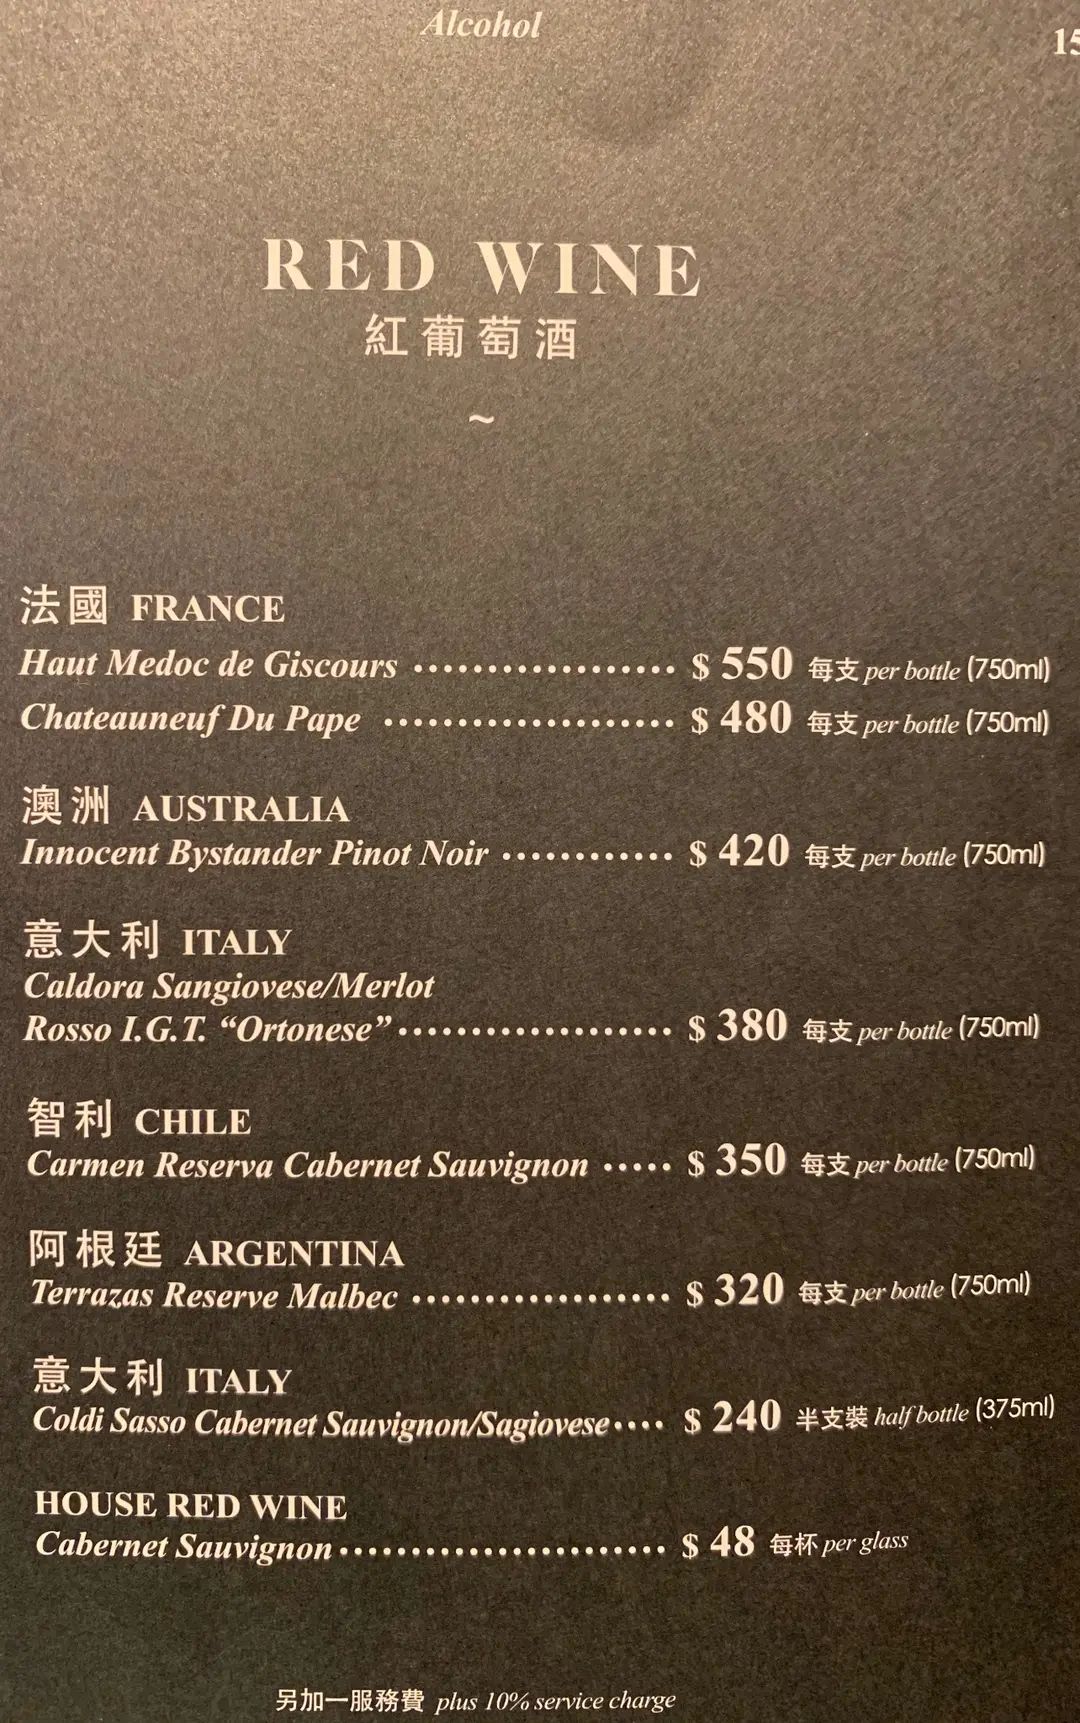 Alcohol
15
RED WINE
紅葡萄酒
~
法國 FRANCE
Haut Medoc de Giscours .................. $ 550 每支 per bottle (750ml)
Chateauneuf Du Pape .................... $ 480 每支 per bottle (750ml)
澳洲 AUSTRALIA
Innocent Bystander Pinot Noir ............ $ 420 每支 per bottle (750ml)
意大利 ITALY
Caldora Sangiovese/Merlot
Rosso I.G.T. “Ortonese”................... $ 380 每支 per bottle (750ml)
智利 CHILE
Carmen Reserva Cabernet Sauvignon ..... $ 350 每支 per bottle (750ml)
阿根廷 ARGENTINA
Terrazas Reserve Malbec .................. $ 320 每支 per bottle (750ml)
意大利 ITALY
Coldi Sasso Cabernet Sauvignon/Sagiovese.... $ 240 半支裝 half bottle (375ml)
HOUSE RED WINE
Cabernet Sauvignon....................... $ 48 每杯 per glass
另加一服務費 plus 10% service charge